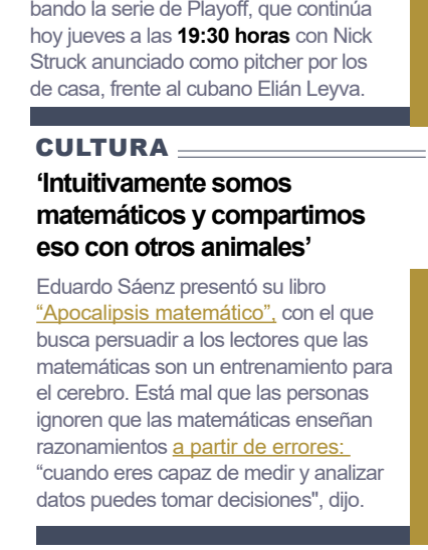 bando la serie de Playoff, que continúa
hoy jueves a las 19:30 horas con Nick
Struck anunciado como pitcher por los
de casa, frente al cubano Elián Leyva.
CULTURA
‘Intuitivamente somos
matemáticos y compartimos
eso con otros animales’
Eduardo Sáenz presentó su libro
“Apocalipsis matemático”, con el que
busca persuadir a los lectores que las
matemáticas son un entrenamiento para
el cerebro. Está mal que las personas
ignoren que las matemáticas enseñan
razonamientos a partir de errores:
“cuando eres capaz de medir y analizar
datos puedes tomar decisiones", dijo.